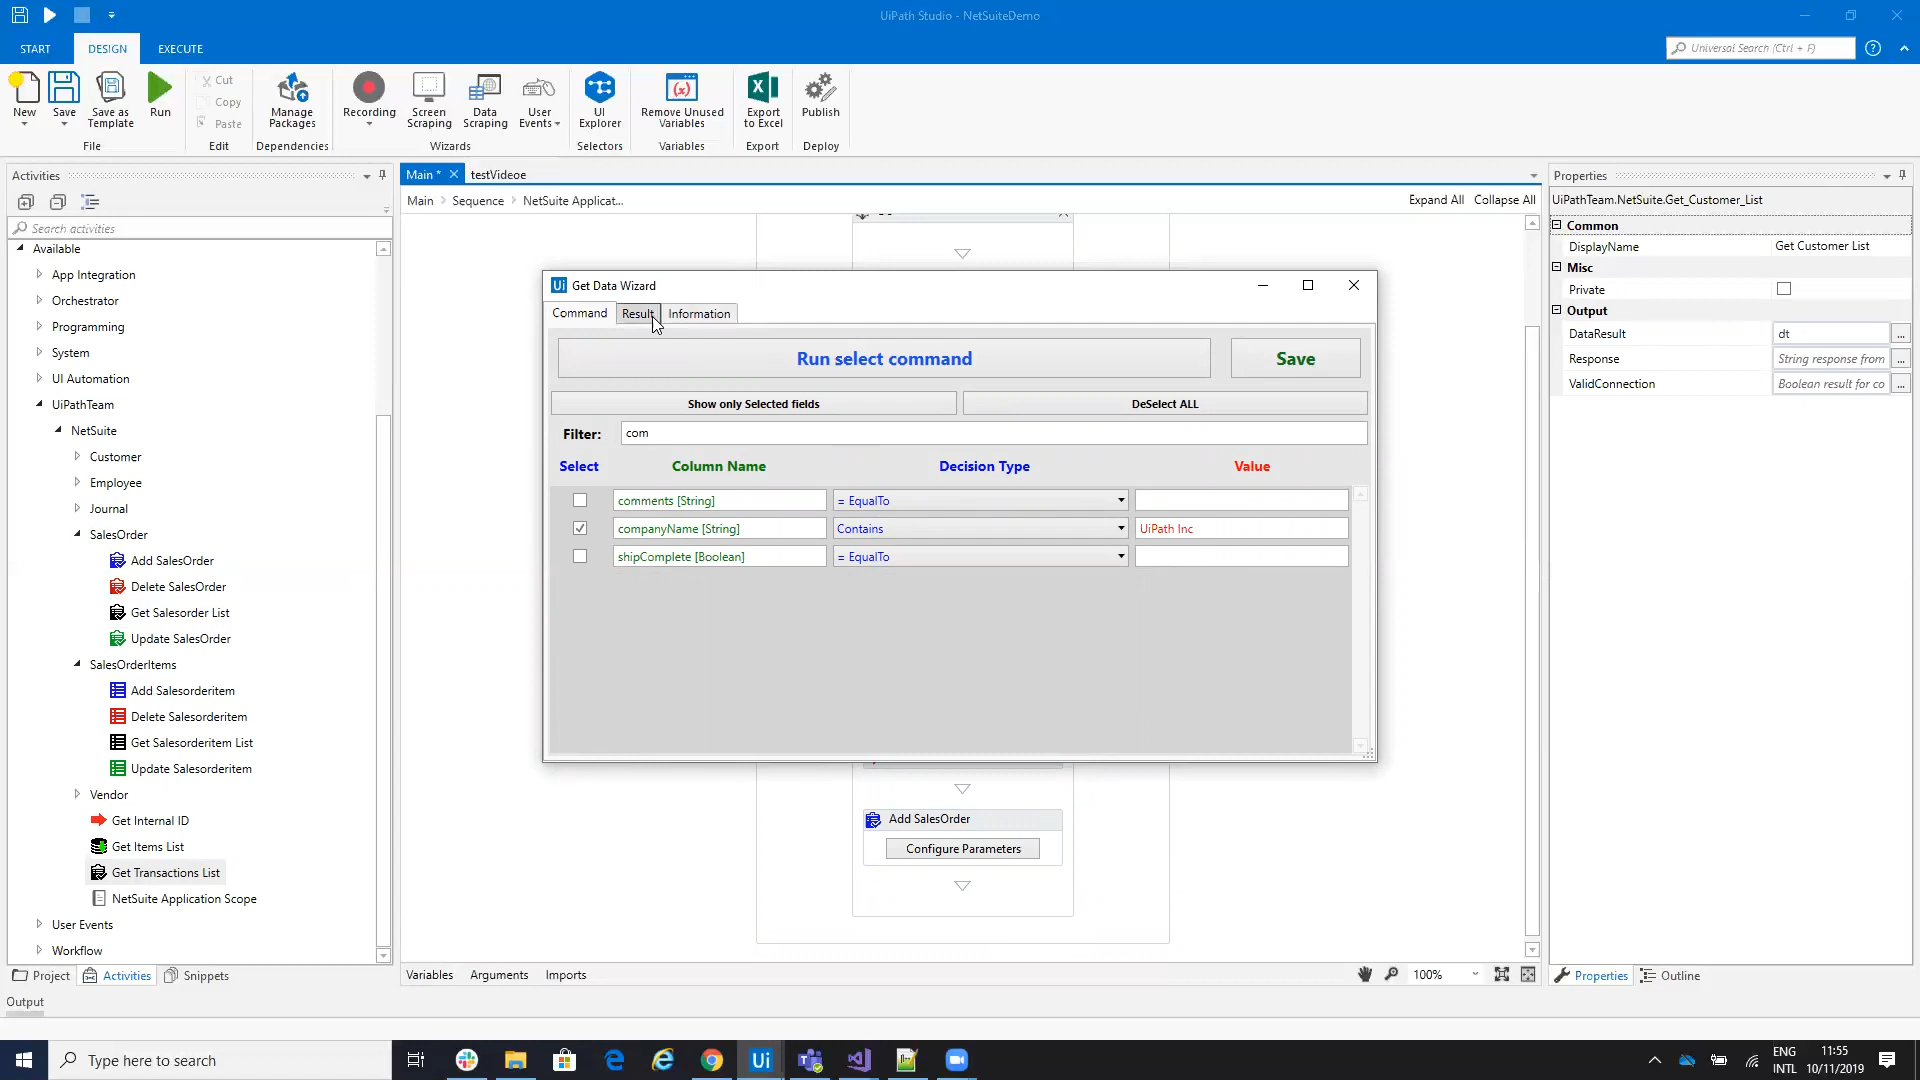 UiPath Studio - NetSuiteDemo
START
DESIGN
EXECUTE
Universal Search (Ctrl + F)
New
Save
Save as Template
Run
Cut
Copy
Paste
Manage Packages
Recording
Screen Scraping
Data Scraping
User Events
UI Explorer
Remove Unused Variables
Export to Excel
Publish
File
Edit
Dependencies
Wizards
Selectors
Variables
Export
Deploy
Activities
Search activities
Available
App Integration
Orchestrator
Programming
System
UI Automation
UiPathTeam
NetSuite
Customer
Employee
Journal
SalesOrder
Add SalesOrder
Delete SalesOrder
Get Salesorder List
Update SalesOrder
SalesOrderItems
Add Salesorderitem
Delete Salesorderitem
Get Salesorderitem List
Update Salesorderitem
Vendor
Get Internal ID
Get Items List
Get Transactions List
NetSuite Application Scope
User Events
Workflow
Project
Activities
Snippets
Output
Main *
testVideoe
Main
Sequence
NetSuite Applicat...
Expand All
Collapse All
Ui Get Data Wizard
Command
Result
Information
Run select command
Save
Show only Selected fields
DeSelect ALL
Filter:
com
Select
Column Name
Decision Type
Value
comments [String]
= EqualTo
companyName [String]
Contains
UiPath Inc
shipComplete [Boolean]
= EqualTo
Add SalesOrder
Configure Parameters
Variables
Arguments
Imports
100%
Properties
UiPathTeam.NetSuite.Get_Customer_List
Common
DisplayName
Get Customer List
Misc
Private
Output
DataResult
dt
...
Response
String response from
...
ValidConnection
Boolean result for co
...
Properties
Outline
Type here to search
Ui
ENG
INTL
11:55
10/11/2019